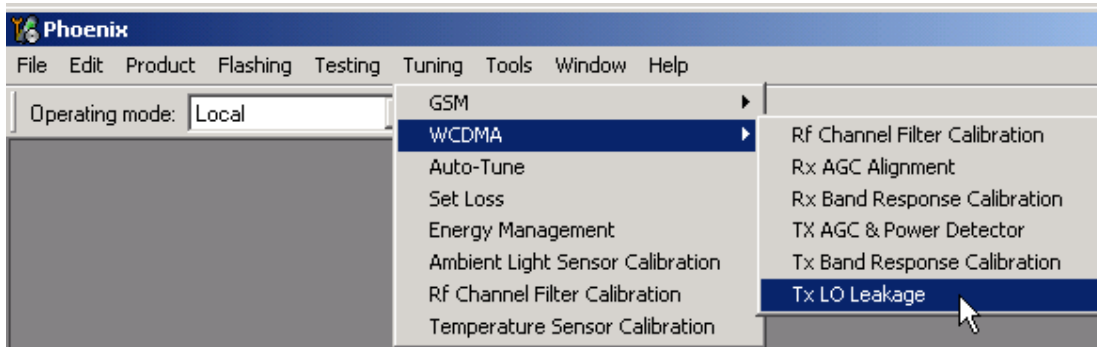 Phoenix
File Edit Product Flashing Testing Tuning Tools Window Help
Operating mode: Local
GSM
WCDMA
Auto-Tune
Set Loss
Energy Management
Ambient Light Sensor Calibration
Rf Channel Filter Calibration
Temperature Sensor Calibration
Rf Channel Filter Calibration
Rx AGC Alignment
Rx Band Response Calibration
TX AGC & Power Detector
Tx Band Response Calibration
Tx LO Leakage